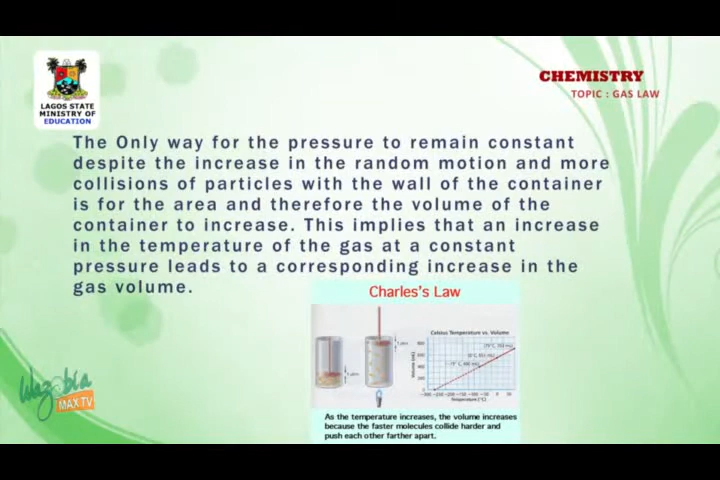 LAGOS STATE
MINISTRY OF
EDUCATION
CHEMISTRY
TOPIC : GAS LAW
The Only way for the pressure to remain constant
despite the increase in the random motion and more
collisions of particles with the wall of the container
is for the area and therefore the volume of the
container to increase. This implies that an increase
in the temperature of the gas at a constant
pressure leads to a corresponding increase in the
gas volume.
Charles's Law
Celsius Temperature vs. Volume
Volume (mL)
Temperature (°C)
As the temperature increases, the volume increases
because the faster molecules collide harder and
push each other farther apart.
Wazobia
MAX TV